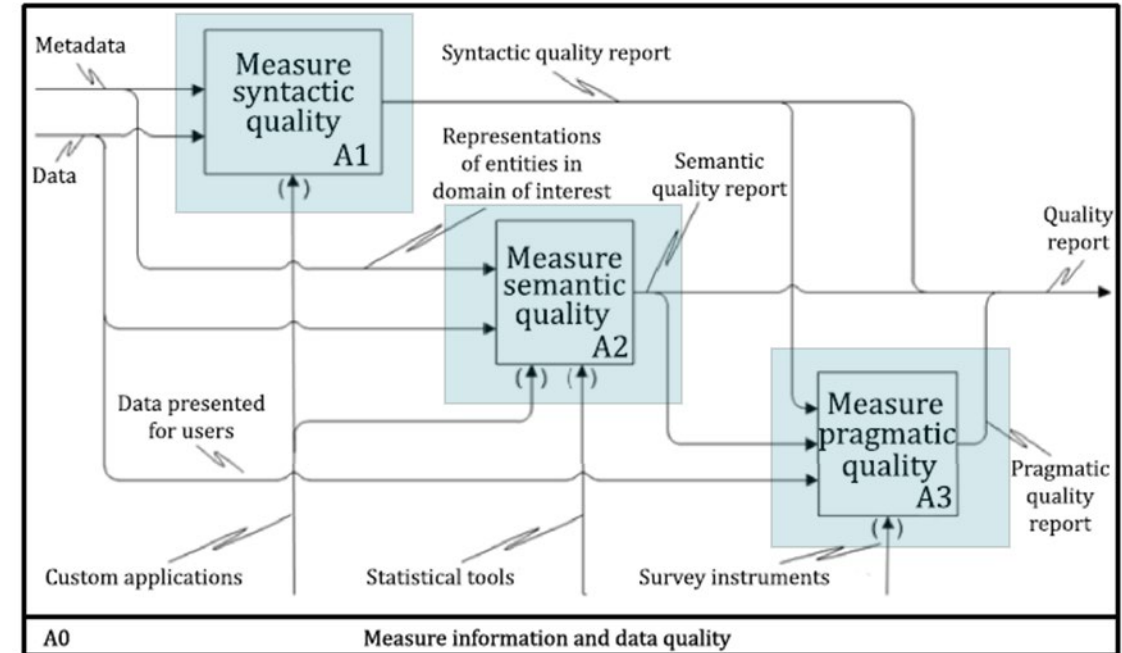 Metadata
Measure
syntactic
quality
A1
Syntactic quality report
Data
Representations
of entities in
domain of interest
Semantic
quality report
Measure
semantic
quality
A2
( )
( ) ( )
Quality
report
Data presented
for users
Measure
pragmatic
quality
A3
( )
Pragmatic
quality
report
Custom applications
Statistical tools
Survey instruments
A0
Measure information and data quality